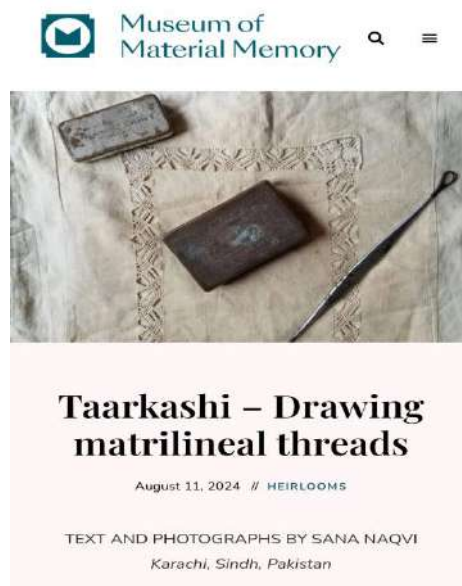 Museum of
Material Memory
Taarkashi – Drawing
matrilineal threads
August 11, 2024 // HEIRLOOMS
TEXT AND PHOTOGRAPHS BY SANA NAQVI
Karachi, Sindh, Pakistan